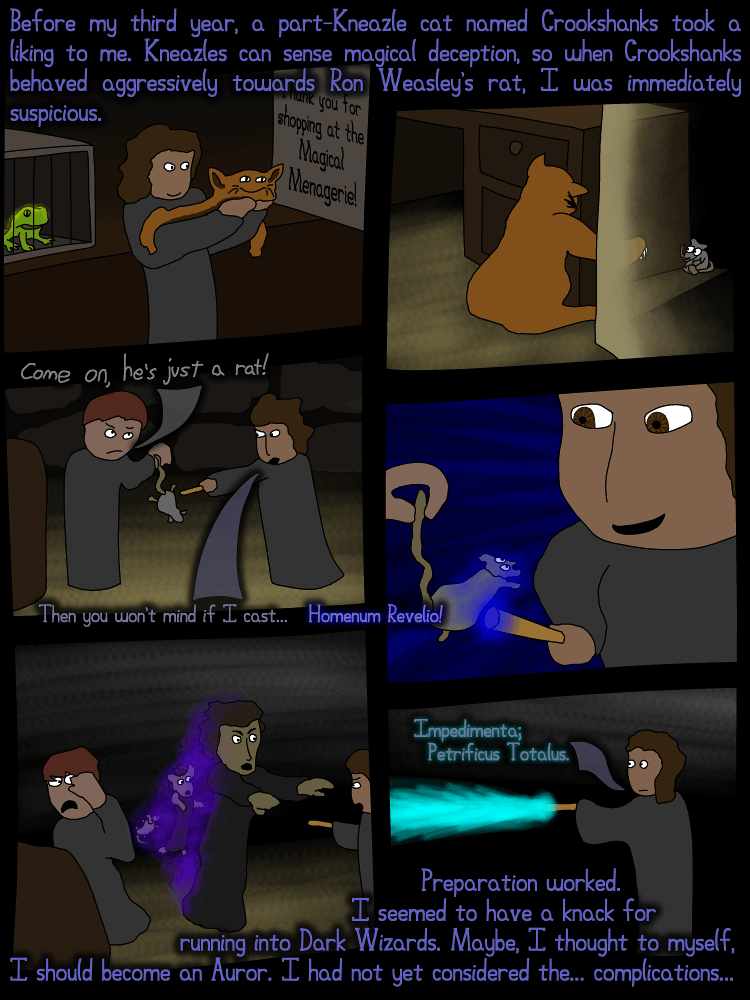 Before my third year, a part-Kneazle cat named Crookshanks took a
liking to me. Kneazles can sense magical deception, so when Crookshanks
behaved aggressively towards Ron Weasley's rat, I was immediately
suspicious.
Thank you for
shopping at the
Magical
Menagerie!
Come on, he's just a rat!
Then you won't mind if I cast... Homenum Revelio!
Impedimenta;
Petrificus Totalus.
Preparation worked.
I seemed to have a knack for
running into Dark Wizards. Maybe, I thought to myself,
I should become an Auror. I had not yet considered the... complications...